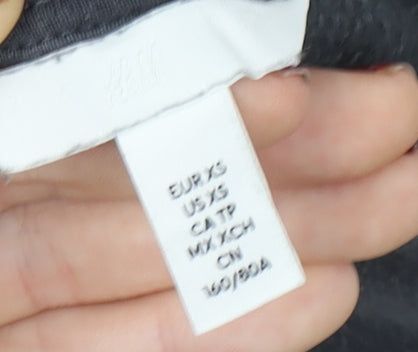 H&M
EUR XS
US XS
CA TP
MX XCH
CN
160/80A